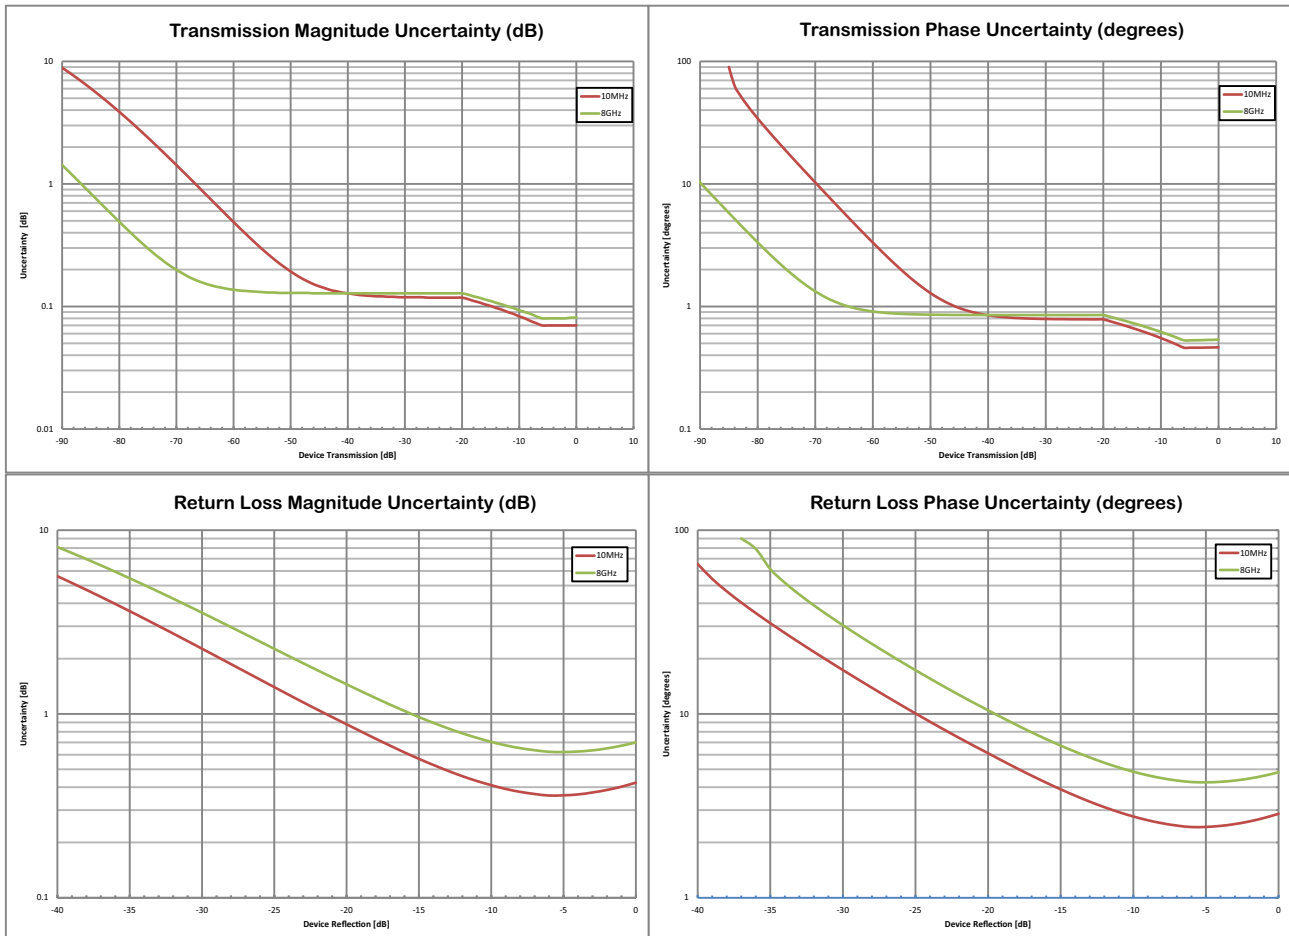 Transmission Magnitude Uncertainty (dB)
10
1
0.1
0.01
Uncertainty [dB]
10MHz
8GHz
-90 -80 -70 -60 -50 -40 -30 -20 -10 0 10
Device Transmission [dB]
Transmission Phase Uncertainty (degrees)
100
10
1
0.1
Uncertainty [degrees]
10MHz
8GHz
-90 -80 -70 -60 -50 -40 -30 -20 -10 0 10
Device Transmission [dB]
Return Loss Magnitude Uncertainty (dB)
10
1
0.1
Uncertainty [dB]
10MHz
8GHz
-40 -35 -30 -25 -20 -15 -10 -5 0
Device Reflection [dB]
Return Loss Phase Uncertainty (degrees)
100
10
1
Uncertainty [degrees]
10MHz
8GHz
-40 -35 -30 -25 -20 -15 -10 -5 0
Device Reflection [dB]